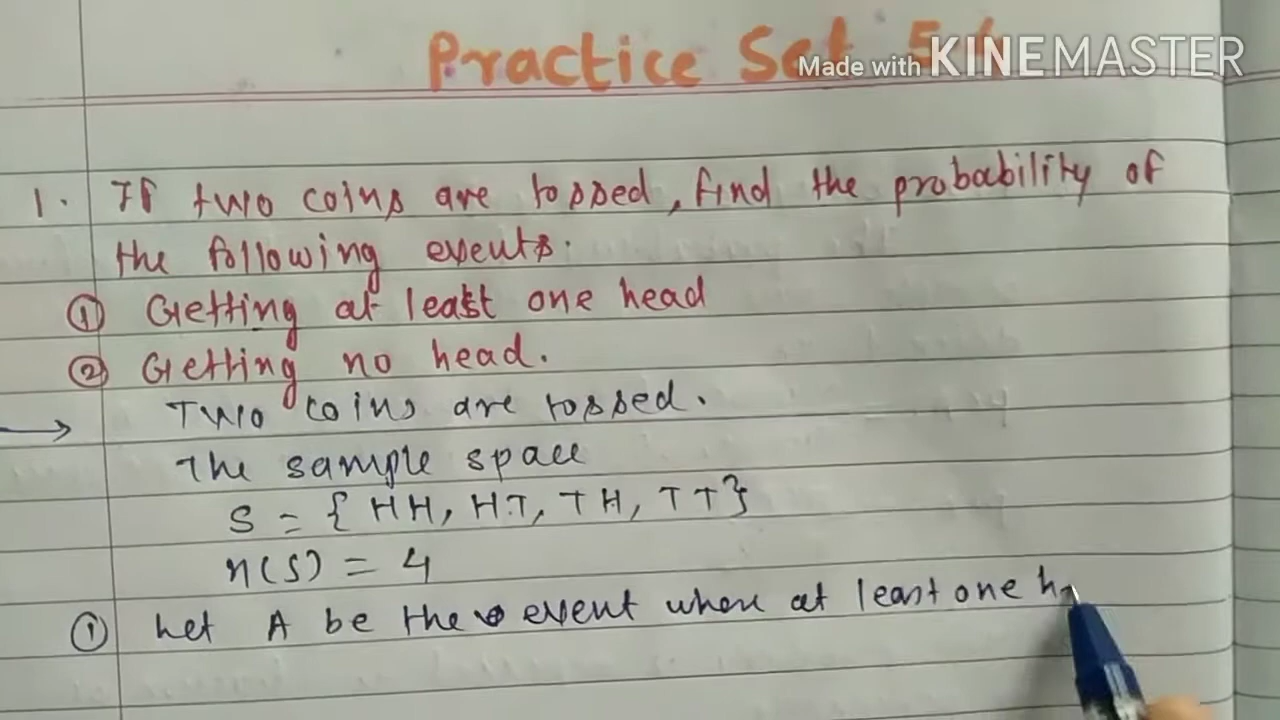 Practice Set 5.4
Made with KINEMASTER
1. If two coins are tossed, find the probability of
the following events.
① Getting at least one head
② Getting no head.
→ Two coins are tossed.
The sample space
S = { HH, HT, TH, TT}
n(S) = 4
① Let A be the event where at least one h